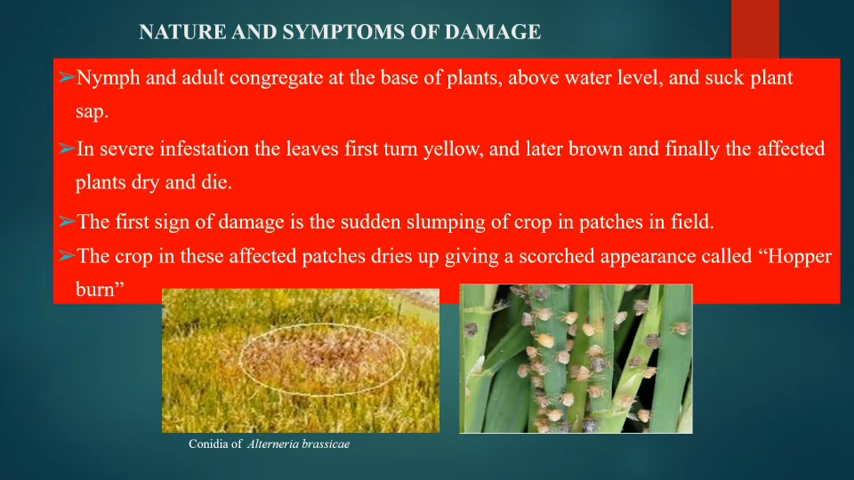 NATURE AND SYMPTOMS OF DAMAGE
➢Nymph and adult congregate at the base of plants, above water level, and suck plant
sap.
➢In severe infestation the leaves first turn yellow, and later brown and finally the affected
plants dry and die.
➢The first sign of damage is the sudden slumping of crop in patches in field.
➢The crop in these affected patches dries up giving a scorched appearance called “Hopper
burn”
Conidia of Alterneria brassicae